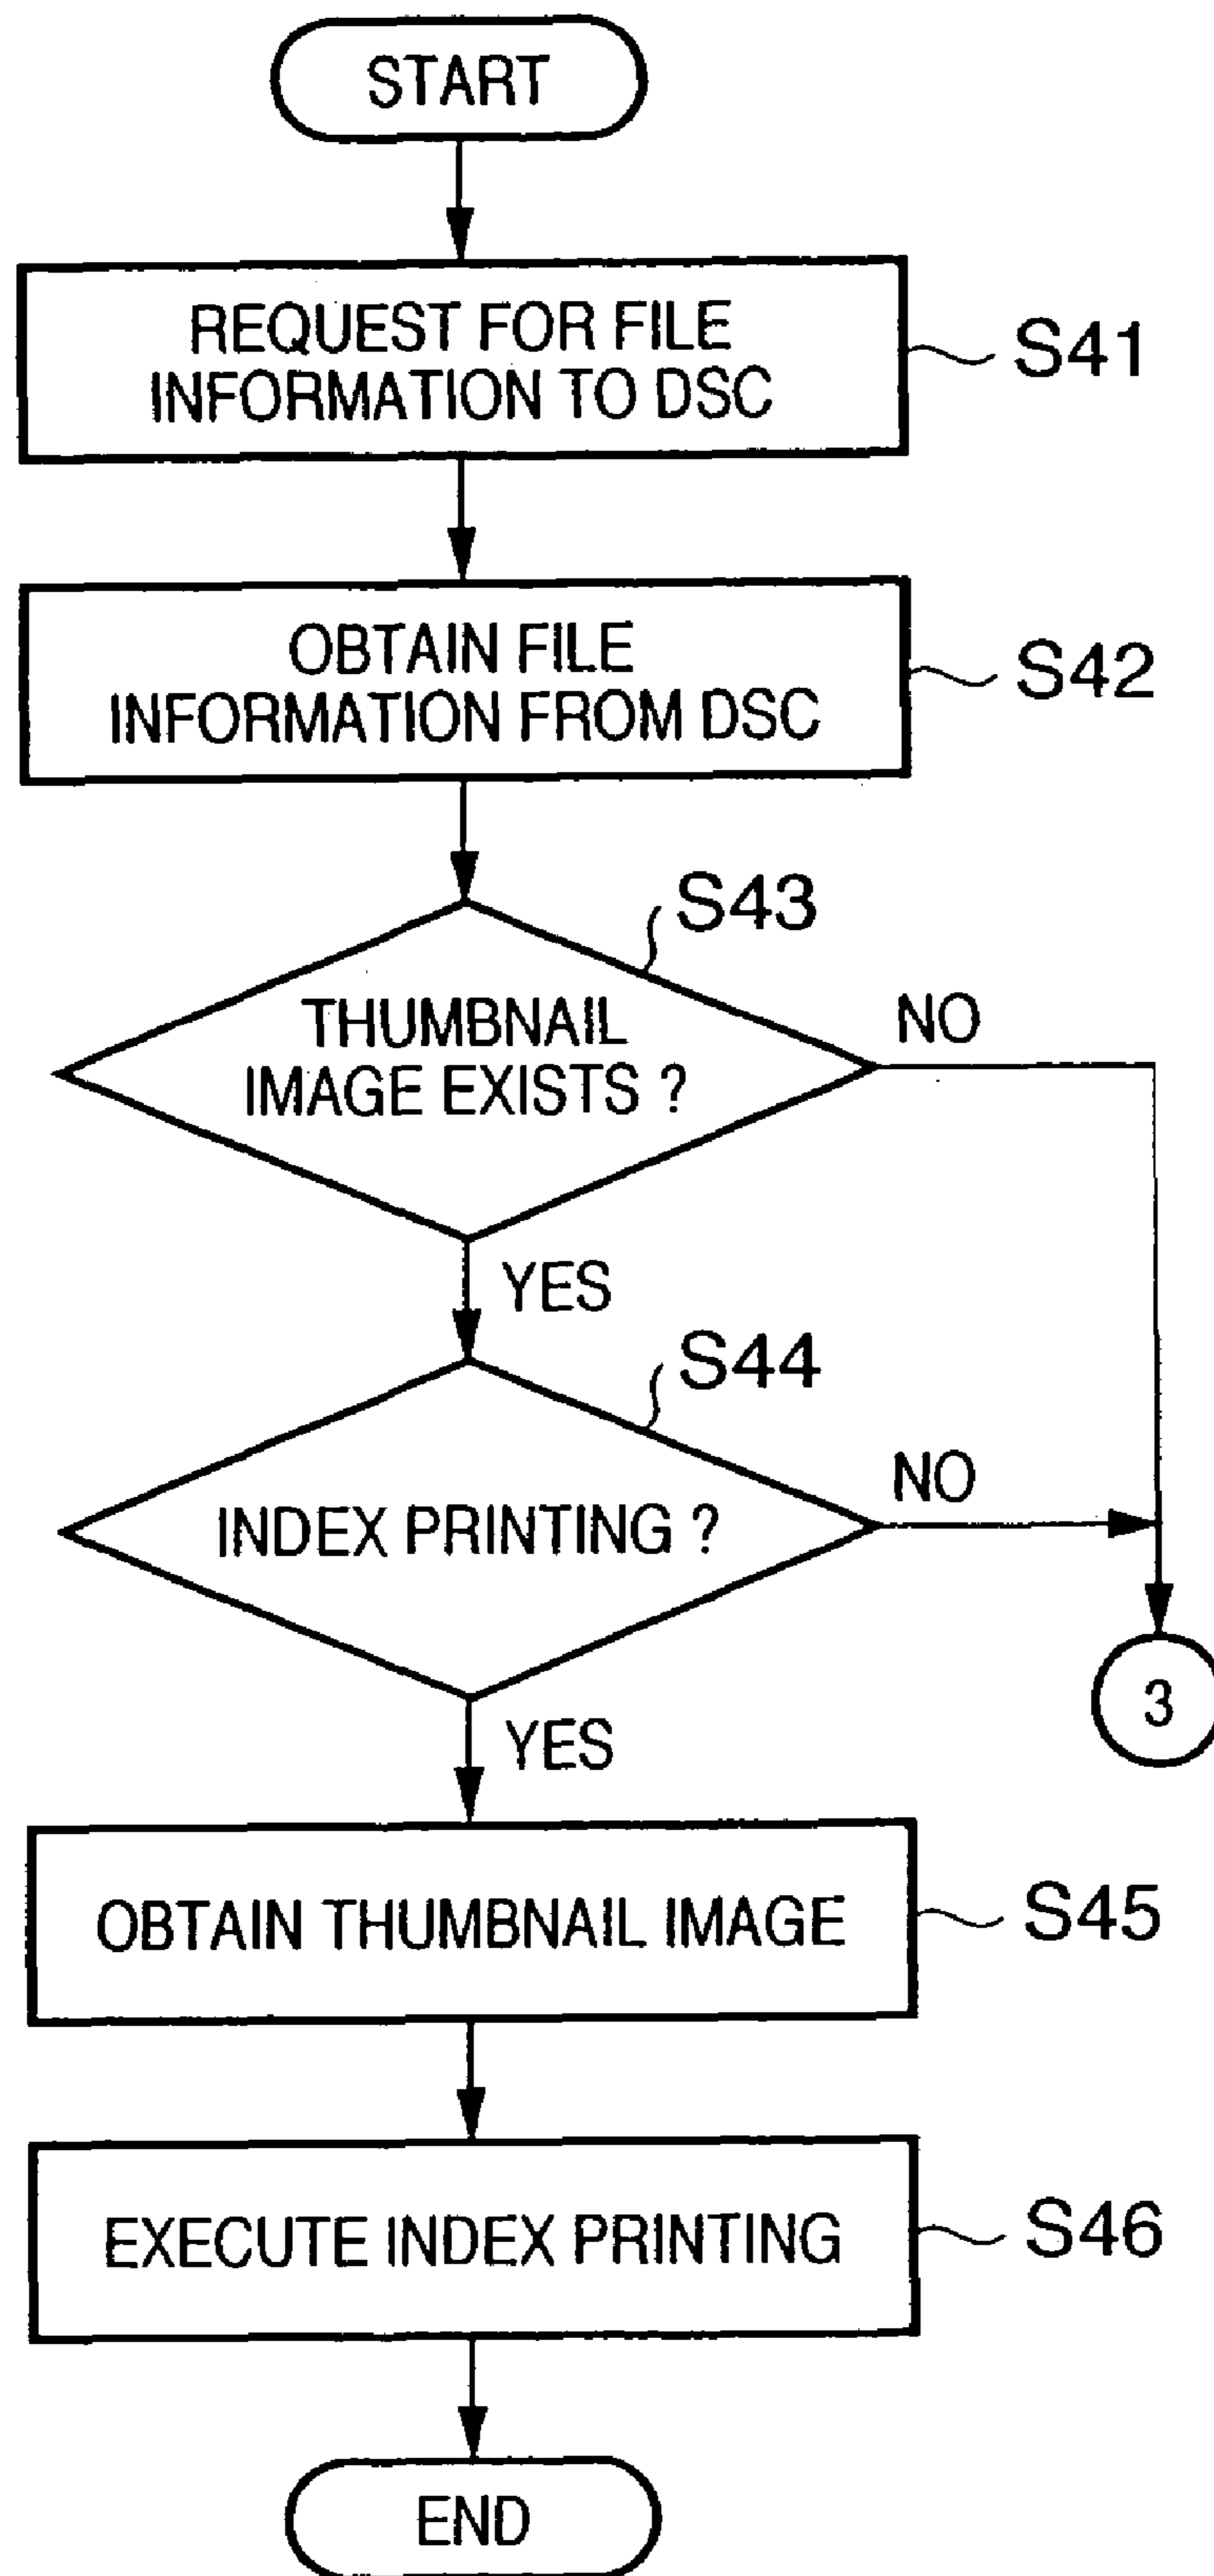 START
REQUEST FOR FILE
INFORMATION TO DSC
S41
OBTAIN FILE
INFORMATION FROM DSC
S42
S43
THUMBNAIL
IMAGE EXISTS ?
NO
YES
S44
INDEX PRINTING ?
NO
3
YES
OBTAIN THUMBNAIL IMAGE
S45
EXECUTE INDEX PRINTING
S46
END